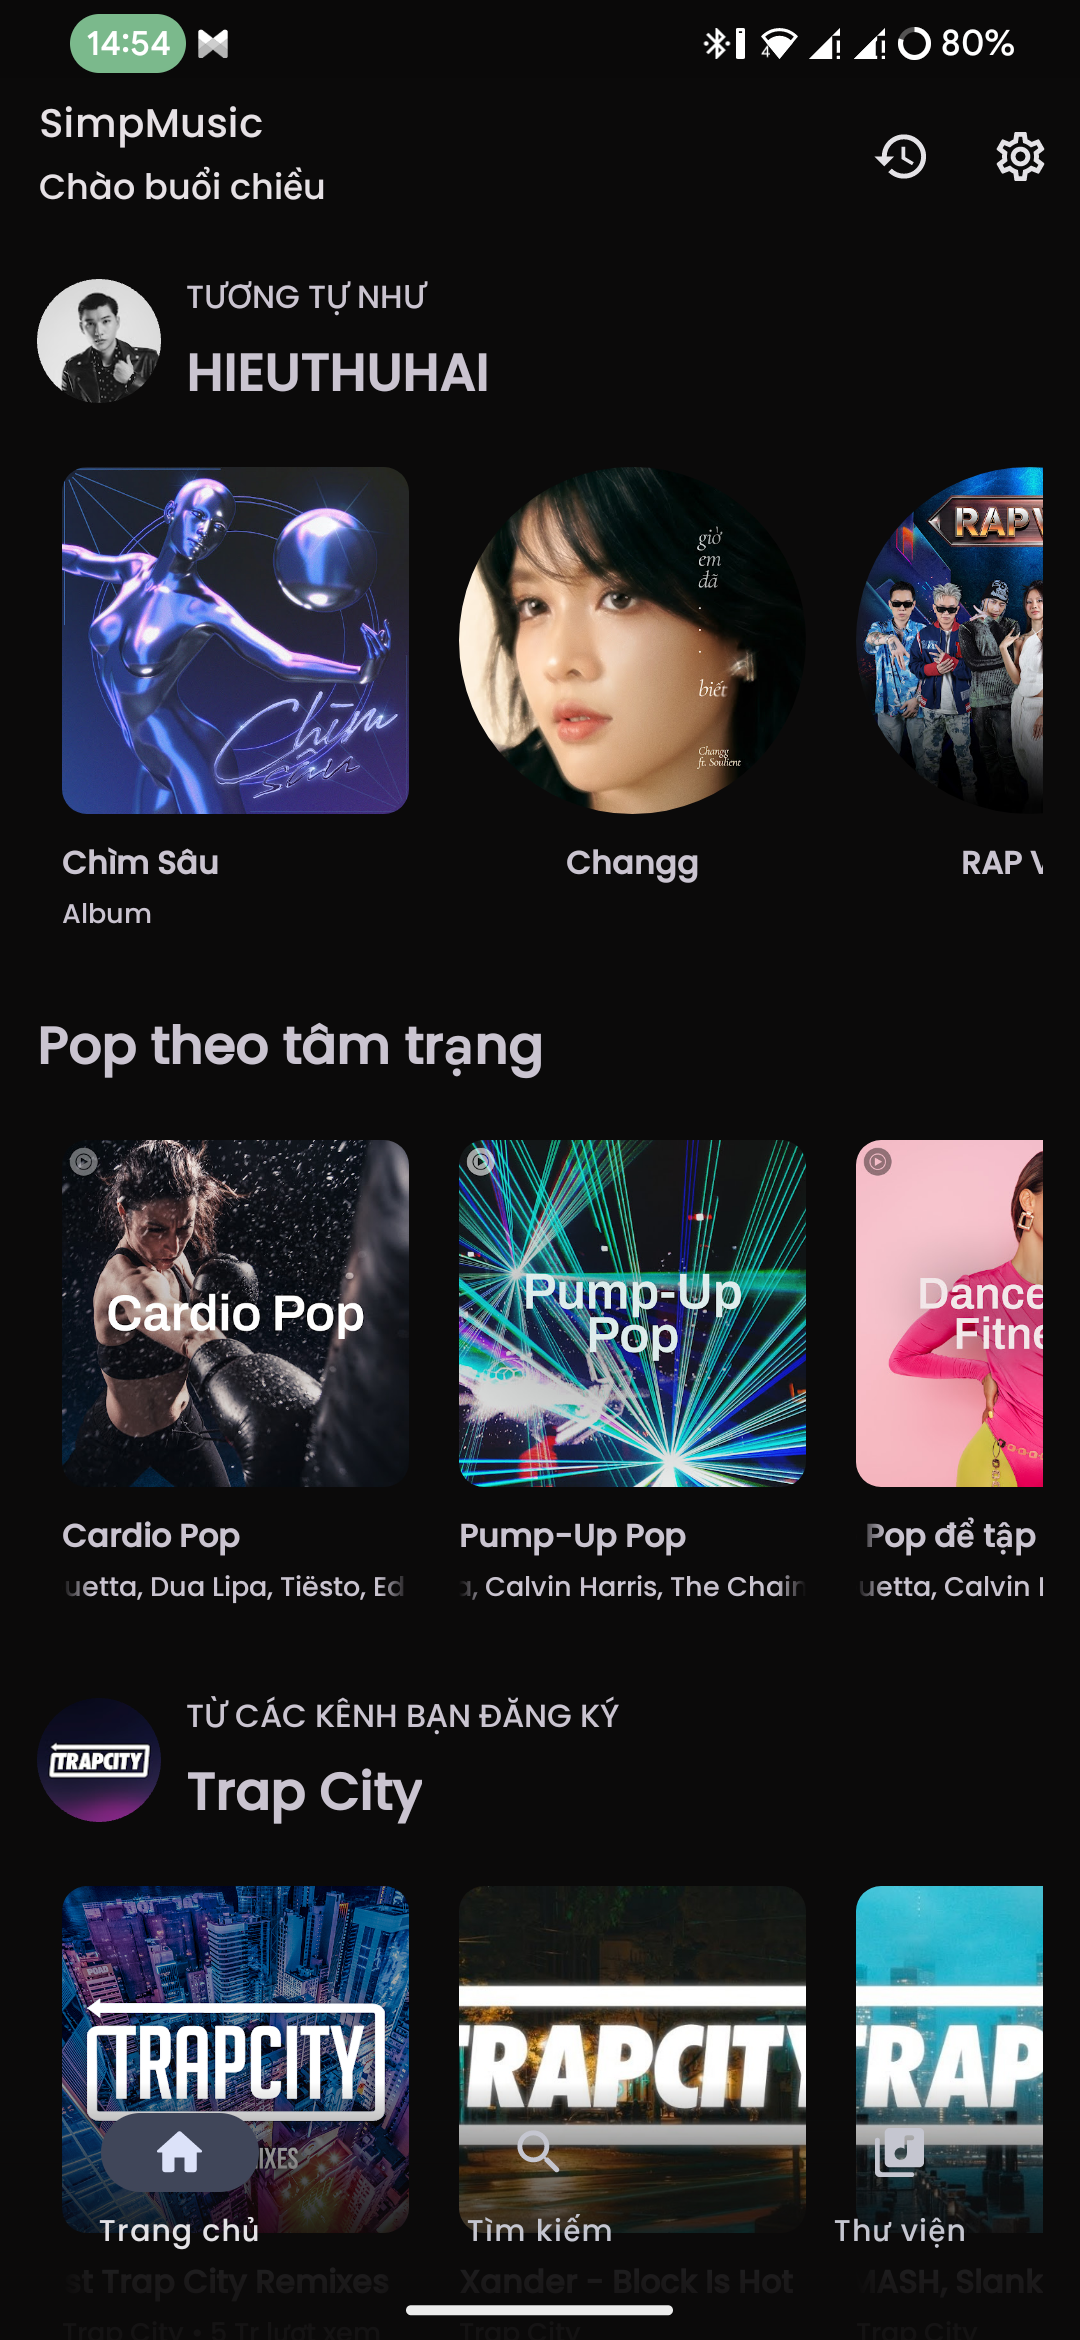 14:54
80%
SimpMusic
Chào buổi chiều
TƯƠNG TỰ NHƯ
HIEUTHUHAI
Chìm
sâu
giờ
em
đã
.
.
.
biết
Changg
ft. Soulient
RAP
Chìm Sâu
Album
Changg
RAP V
Pop theo tâm trạng
Cardio Pop
Pump-Up
Pop
Dance
Fitne
Cardio Pop
uetta, Dua Lipa, Tiësto, Ed
Pump-Up Pop
a, Calvin Harris, The Chain
Pop để tập
uetta, Calvin
TRAPCITY
TỪ CÁC KÊNH BẠN ĐĂNG KÝ
Trap City
TRAPCITY
IXES
TRAPCITY
TRAP
Trang chủ
Tìm kiếm
Thư viện
st Trap City Remixes
Xander - Block Is Hot
MASH, Slank
Trap City • 5 Tr lượt xem
Trap City
Trap City